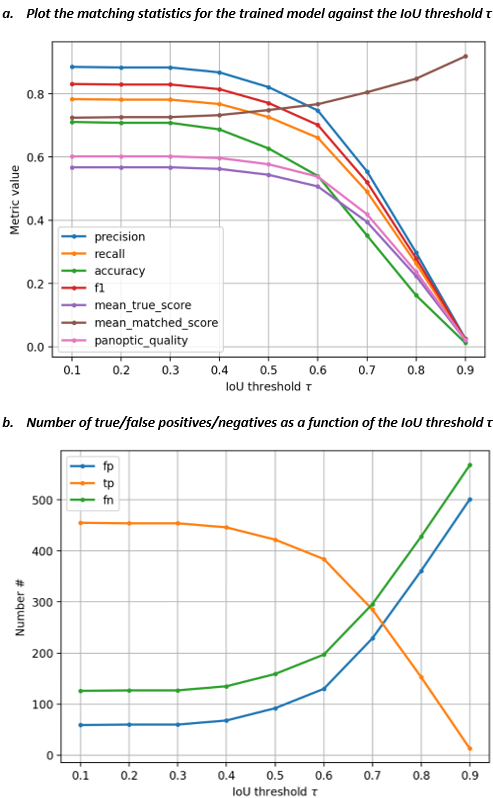 a. Plot the matching statistics for the trained model against the IoU threshold τ
0.8
0.6
0.4
0.2
0.0
Metric value
precision
recall
accuracy
f1
mean_true_score
mean_matched_score
panoptic_quality
0.1 0.2 0.3 0.4 0.5 0.6 0.7 0.8 0.9
IoU threshold τ
b. Number of true/false positives/negatives as a function of the IoU threshold τ
fp
tp
fn
500
400
300
200
100
0
Number #
0.1 0.2 0.3 0.4 0.5 0.6 0.7 0.8 0.9
IoU threshold τ